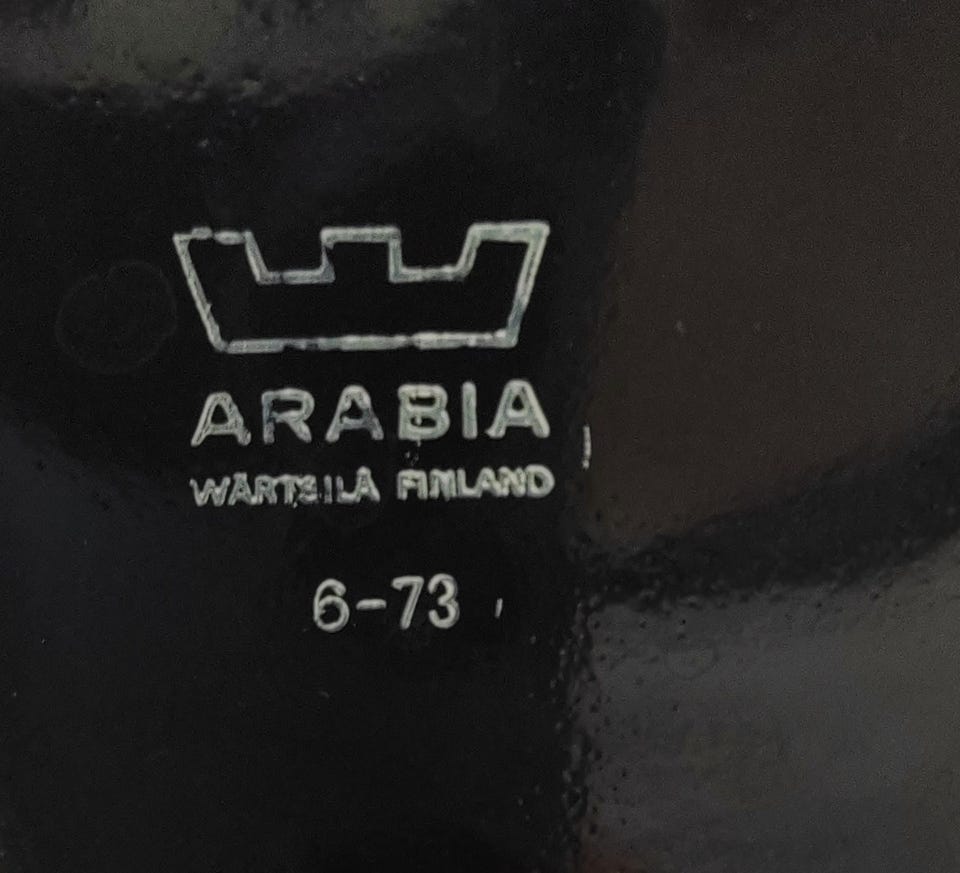 ARABIA
WÄRTSILÄ FINLAND
6-73